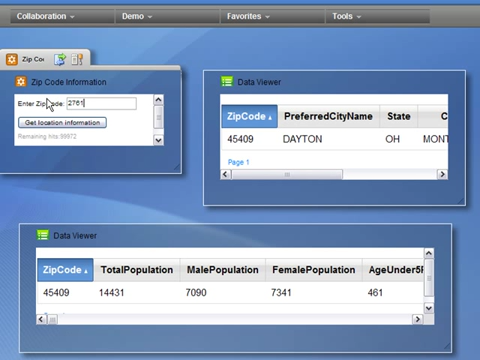 Collaboration Demo Favorites Tools
Zip Co
Zip Code Information
Enter Zip Code: 2761
Get location information
Remaining hits:99972
Data Viewer
ZipCode PreferredCityName State C
45409 DAYTON OH MONT
Page 1
Data Viewer
ZipCode TotalPopulation MalePopulation FemalePopulation AgeUnder5
45409 14431 7090 7341 461